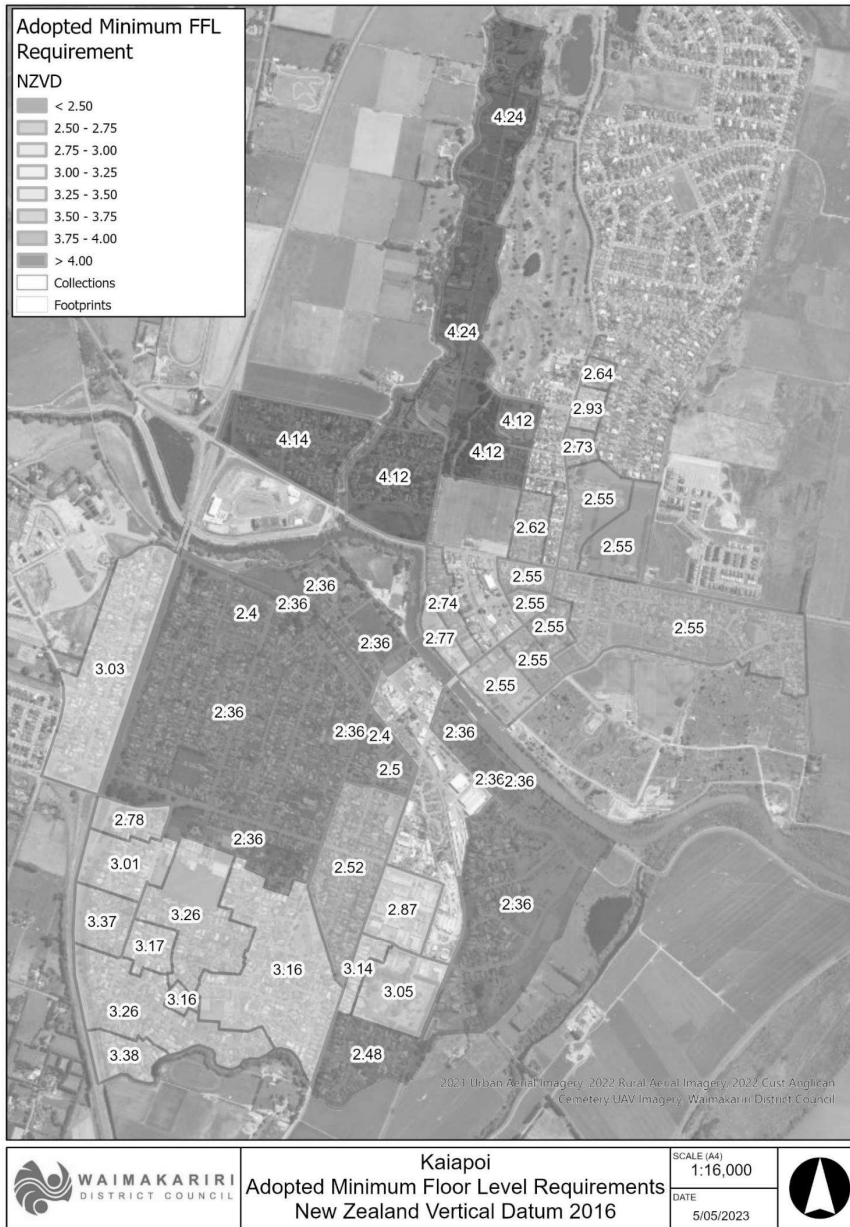 Adopted Minimum FFL
Requirement
NZVD
< 2.50
2.50 - 2.75
2.75 - 3.00
3.00 - 3.25
3.25 - 3.50
3.50 - 3.75
3.75 - 4.00
> 4.00
Collections
Footprints
4.24
4.24
2.64
2.93
4.12
4.14
4.12
2.73
4.12
2.55
2.62
2.55
2.36
2.55
2.36
2.4
2.74
2.55
2.55
2.55
2.36
2.77
3.03
2.55
2.55
2.36
2.36
2.4
2.36
2.5
2.36
2.36
2.78
2.36
3.01
2.52
2.36
2.87
3.26
3.37
3.17
3.16
3.14
3.05
3.16
3.26
3.38
2.48
2021 Urban Aerial Imagery, 2022 Rural Aerial Imagery, 2022 Cust Anglican
Cemetery UAV Imagery, Waimakariri District Council
WAIMAKARIRI
DISTRICT COUNCIL
Kaiapoi
Adopted Minimum Floor Level Requirements
New Zealand Vertical Datum 2016
SCALE (A4)
1:16,000
DATE
5/05/2023